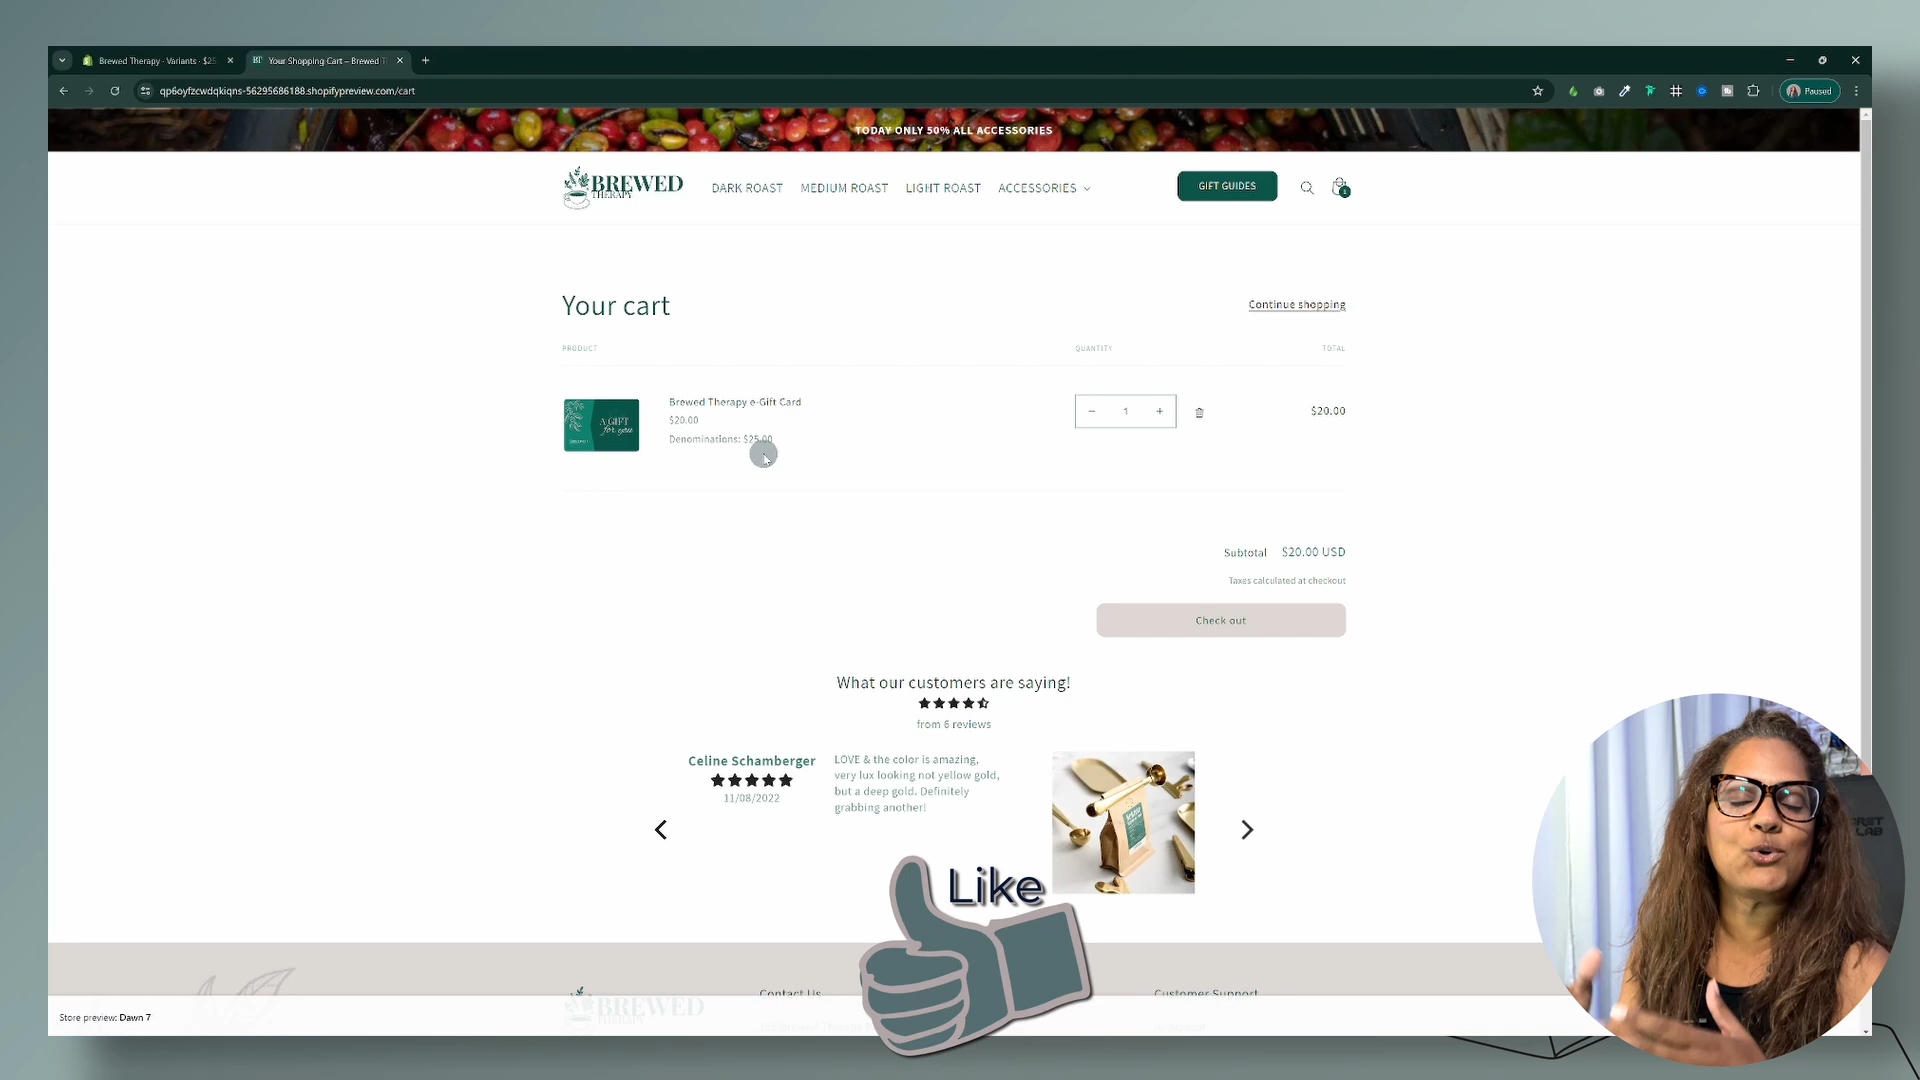 Brewed Therapy · Variants · $25
Your Shopping Cart – Brewed T
qp6oyfzcwdqkiqns-56295686188.shopifypreview.com/cart
Paused
TODAY ONLY 50% ALL ACCESSORIES
BREWED
THERAPY
DARK ROAST
MEDIUM ROAST
LIGHT ROAST
ACCESSORIES
GIFT GUIDES
1
Your cart
Continue shopping
PRODUCT
QUANTITY
TOTAL
A GIFT
for you
Brewed Therapy e-Gift Card
$20.00
Denominations: $25.00
− 1 +
$20.00
Subtotal $20.00 USD
Taxes calculated at checkout
Check out
What our customers are saying!
from 6 reviews
Celine Schamberger
11/08/2022
LOVE & the color is amazing,
very lux looking not yellow gold,
but a deep gold. Definitely
grabbing another!
Like
BREWED
Contact Us
Customer Support
Store preview: Dawn 7